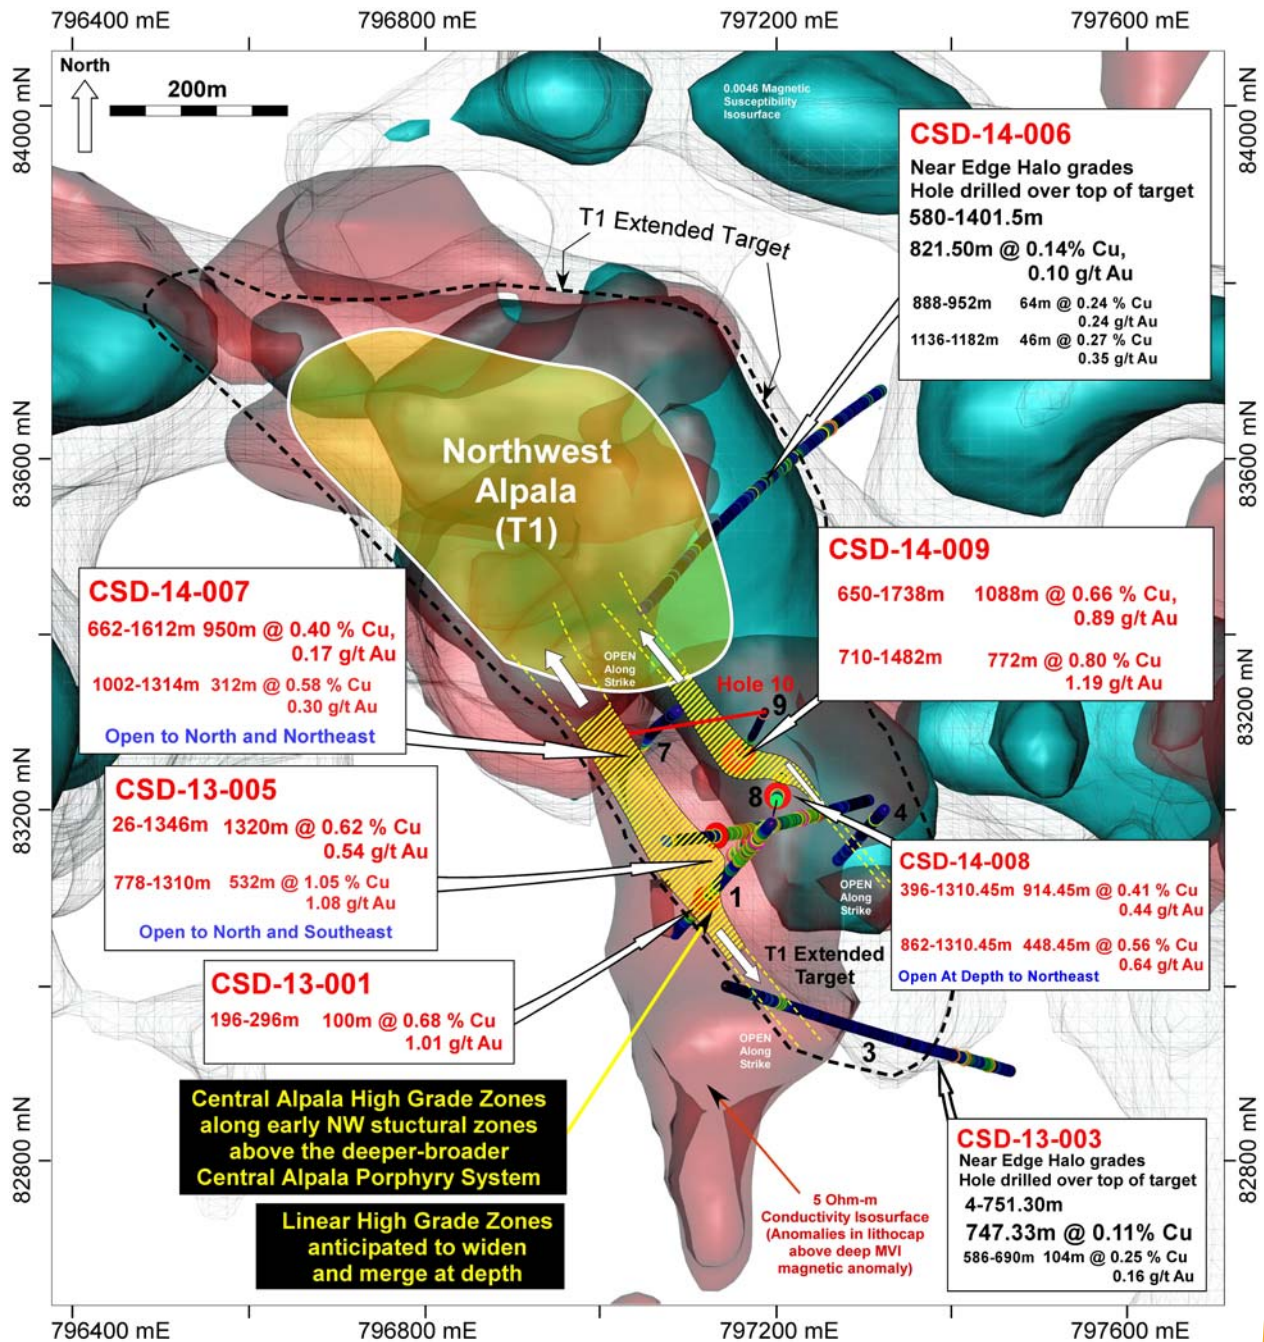 796400 mE
796800 mE
797200 mE
797600 mE
84000 mN
83600 mN
83200 mN
82800 mN
North
200m
0.0046 Magnetic
Susceptibility
Isosurface
CSD-14-006
Near Edge Halo grades
Hole drilled over top of target
580-1401.5m
821.50m @ 0.14% Cu,
0.10 g/t Au
888-952m 64m @ 0.24 % Cu
0.24 g/t Au
1136-1182m 46m @ 0.27 % Cu
0.35 g/t Au
84000 mN
83600 mN
83200 mN
82800 mN
T1 Extended Target
Northwest
Alpala
(T1)
CSD-14-009
650-1738m 1088m @ 0.66 % Cu,
0.89 g/t Au
710-1482m 772m @ 0.80 % Cu
1.19 g/t Au
CSD-14-007
662-1612m 950m @ 0.40 % Cu,
0.17 g/t Au
1002-1314m 312m @ 0.58 % Cu
0.30 g/t Au
Open to North and Northeast
OPEN
Along
Strike
Hole 10
9
7
8
4
1
CSD-13-005
26-1346m 1320m @ 0.62 % Cu
0.54 g/t Au
778-1310m 532m @ 1.05 % Cu
1.08 g/t Au
Open to North and Southeast
CSD-14-008
396-1310.45m 914.45m @ 0.41 % Cu
0.44 g/t Au
862-1310.45m 448.45m @ 0.56 % Cu
0.64 g/t Au
Open At Depth to Northeast
OPEN
Along
Strike
T1 Extended
Target
CSD-13-001
196-296m 100m @ 0.68 % Cu
1.01 g/t Au
OPEN
Along
Strike
3
Central Alpala High Grade Zones
along early NW stuctural zones
above the deeper-broader
Central Alpala Porphyry System
Linear High Grade Zones
anticipated to widen
and merge at depth
5 Ohm-m
Conductivity Isosurface
(Anomalies in lithocap
above deep MVI
magnetic anomaly)
CSD-13-003
Near Edge Halo grades
Hole drilled over top of target
4-751.30m
747.33m @ 0.11% Cu
586-690m 104m @ 0.25 % Cu
0.16 g/t Au
796400 mE
796800 mE
797200 mE
797600 mE